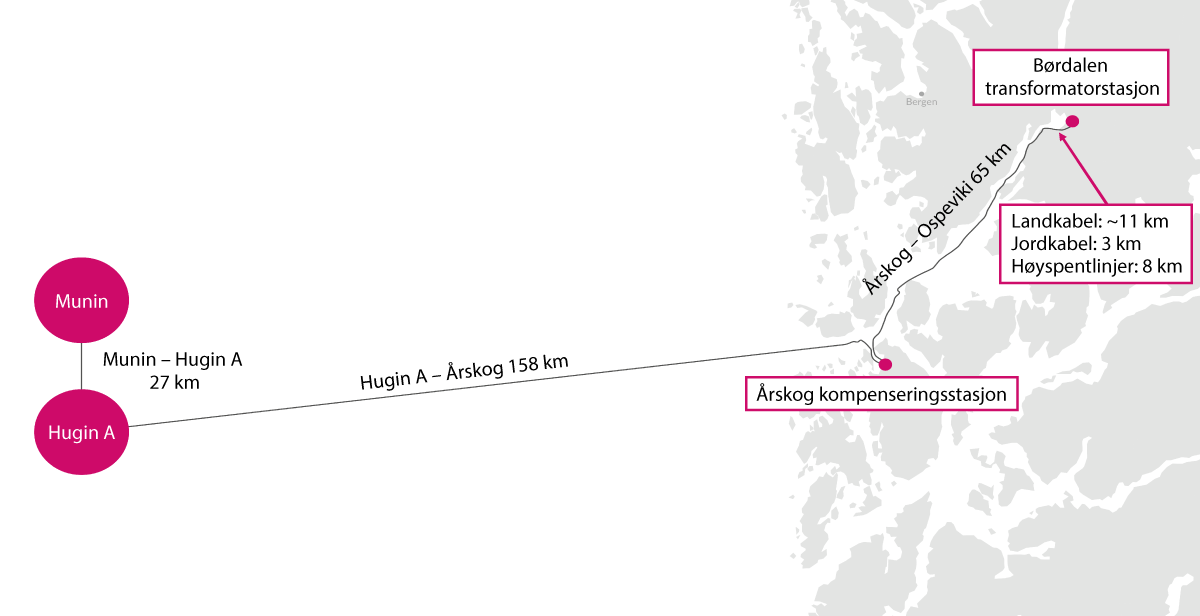 Børdalen
transformatorstasjon
Bergen
Årskog – Ospeviki 65 km
Landkabel: ~11 km
Jordkabel: 3 km
Høyspentlinjer: 8 km
Munin
Munin – Hugin A
27 km
Hugin A – Årskog 158 km
Årskog kompenseringsstasjon
Hugin A